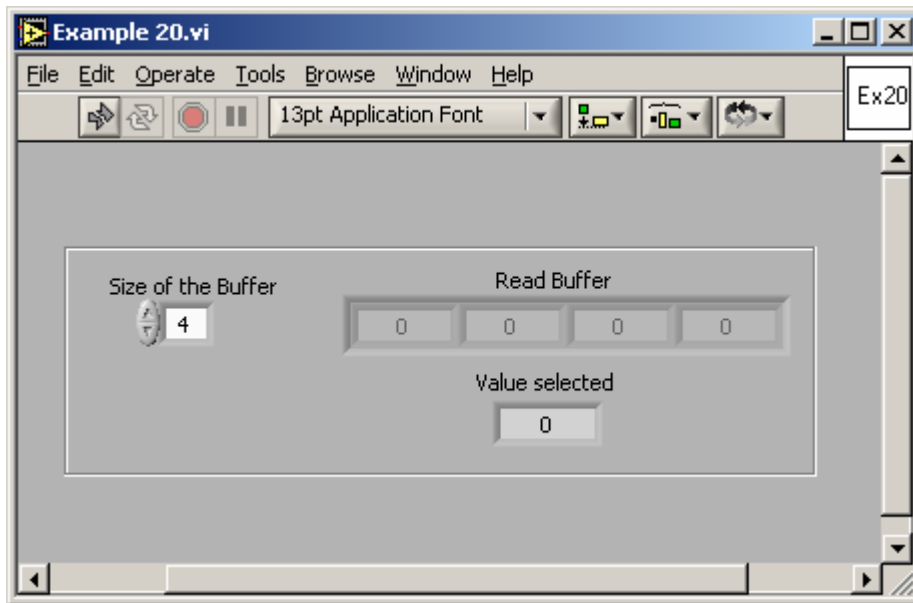 Example 20.vi
File Edit Operate Tools Browse Window Help
13pt Application Font
Ex20
Size of the Buffer
4
Read Buffer
0 0 0 0
Value selected
0